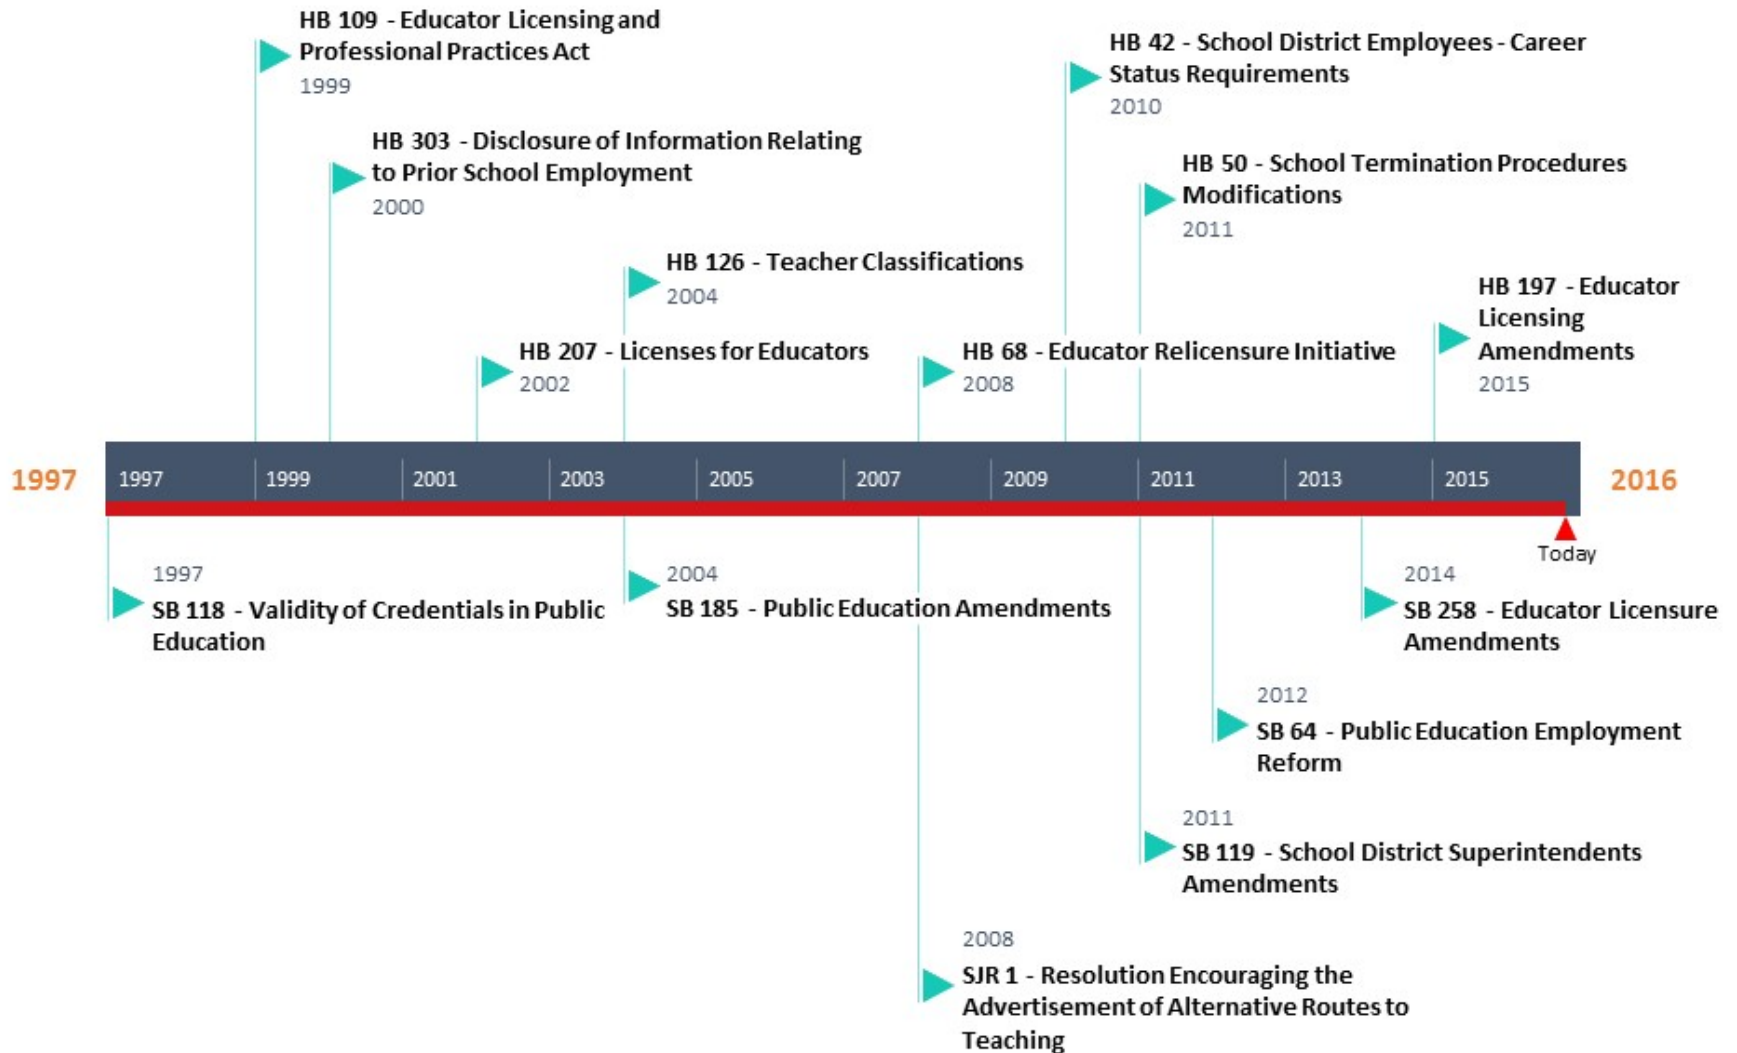 HB 109 - Educator Licensing and
Professional Practices Act
1999
HB 303 - Disclosure of Information Relating
to Prior School Employment
2000
HB 126 - Teacher Classifications
2004
HB 207 - Licenses for Educators
2002
HB 42 - School District Employees - Career
Status Requirements
2010
HB 50 - School Termination Procedures
Modifications
2011
HB 68 - Educator Relicensure Initiative
2008
HB 197 - Educator
Licensing
Amendments
2015
1997
1997 1999 2001 2003 2005 2007 2009 2011 2013 2015
2016
Today
1997
SB 118 - Validity of Credentials in Public
Education
2004
SB 185 - Public Education Amendments
2014
SB 258 - Educator Licensure
Amendments
2012
SB 64 - Public Education Employment
Reform
2011
SB 119 - School District Superintendents
Amendments
2008
SJR 1 - Resolution Encouraging the
Advertisement of Alternative Routes to
Teaching